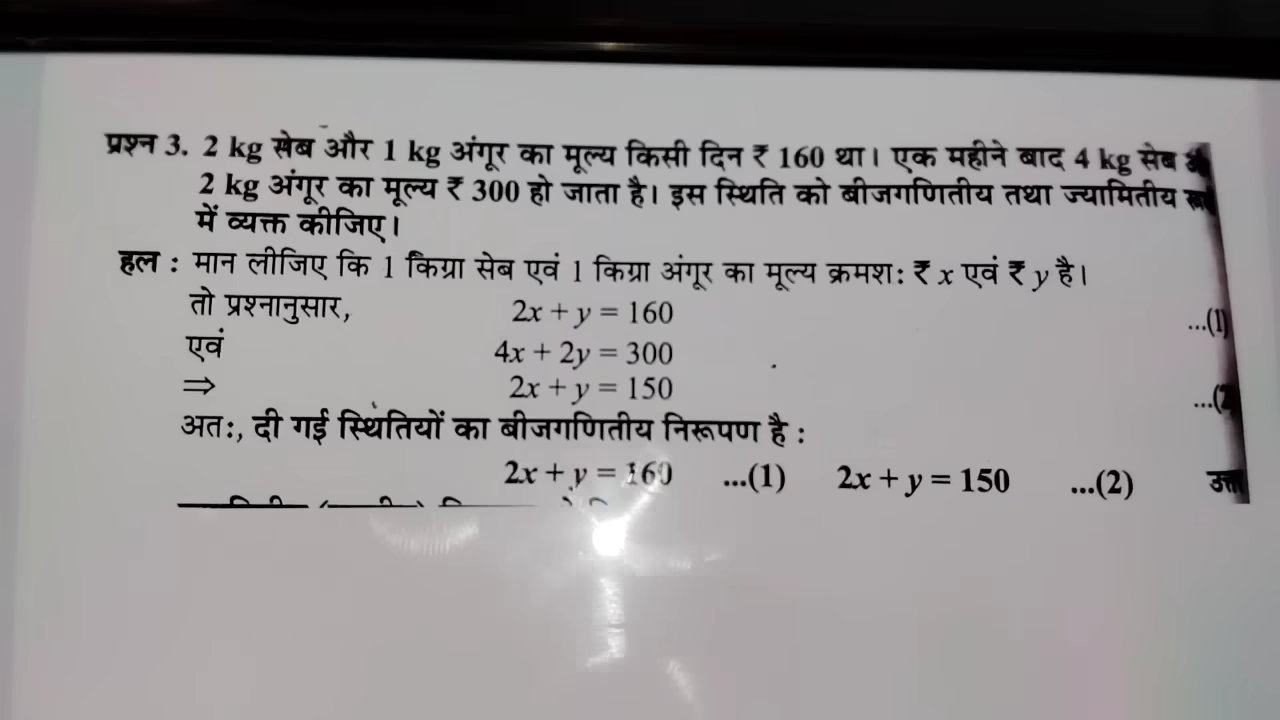 प्रश्न 3. 2 kg सेब और 1 kg अंगूर का मूल्य किसी दिन ₹ 160 था। एक महीने बाद 4 kg सेब
2 kg अंगूर का मूल्य ₹ 300 हो जाता है। इस स्थिति को बीजगणितीय तथा ज्यामितीय
में व्यक्त कीजिए।
हल : मान लीजिए कि 1 किग्रा सेब एवं 1 किग्रा अंगूर का मूल्य क्रमश: ₹ x एवं ₹ y है।
तो प्रश्नानुसार, 2x + y = 160 ...(1)
एवं 4x + 2y = 300
⇒ 2x + y = 150 ...(2
अत:, दी गई स्थितियों का बीजगणितीय निरूपण है :
2x + y = 160 ...(1) 2x + y = 150 ...(2)